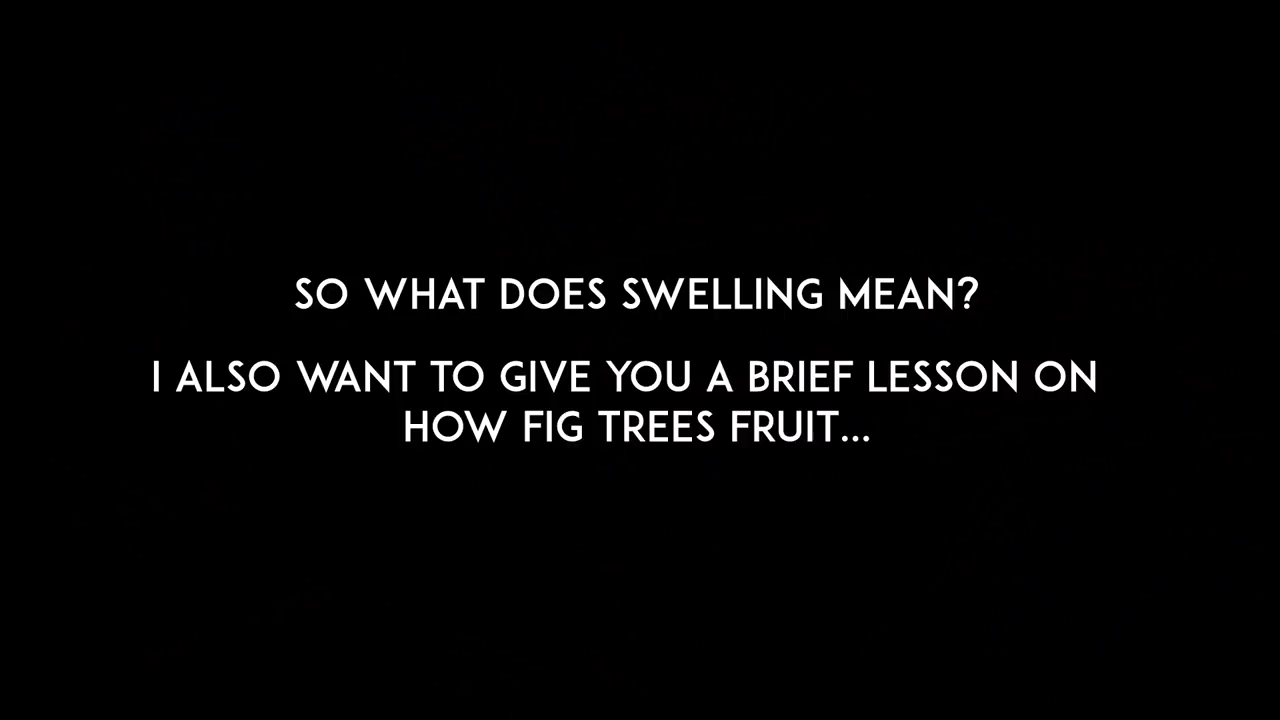 SO WHAT DOES SWELLING MEAN?
I ALSO WANT TO GIVE YOU A BRIEF LESSON ON
HOW FIG TREES FRUIT...